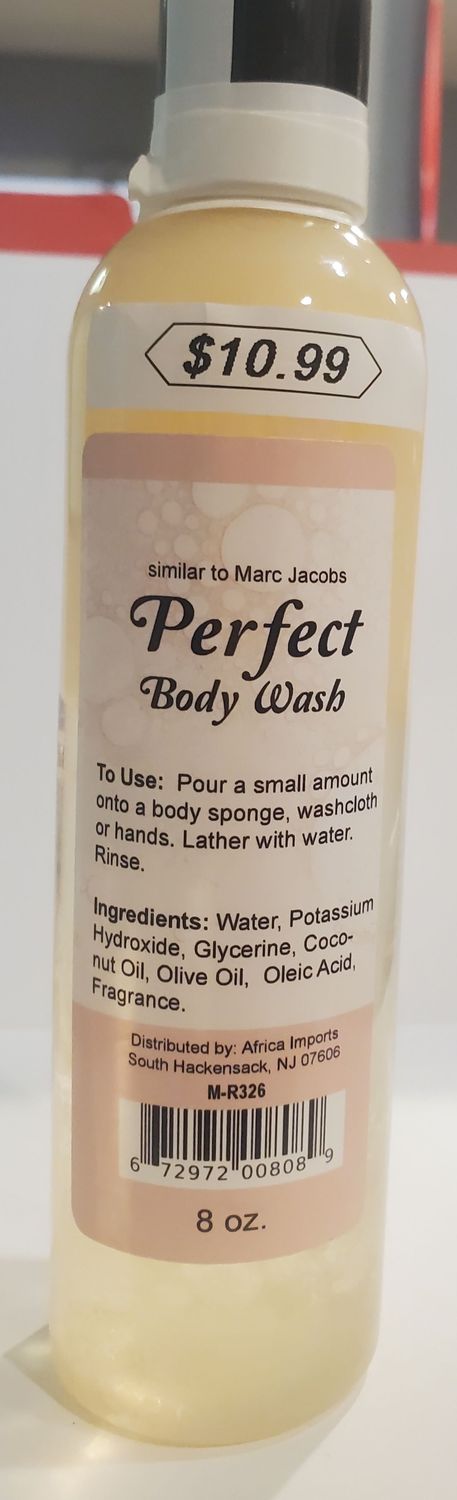 $10.99
similar to Marc Jacobs
Perfect
Body Wash
To Use: Pour a small amount
onto a body sponge, washcloth
or hands. Lather with water.
Rinse.
Ingredients: Water, Potassium
Hydroxide, Glycerine, Coco-
nut Oil, Olive Oil, Oleic Acid,
Fragrance.
Distributed by: Africa Imports
South Hackensack, NJ 07606
M-R326
6 72972 00808 9
8 oz.